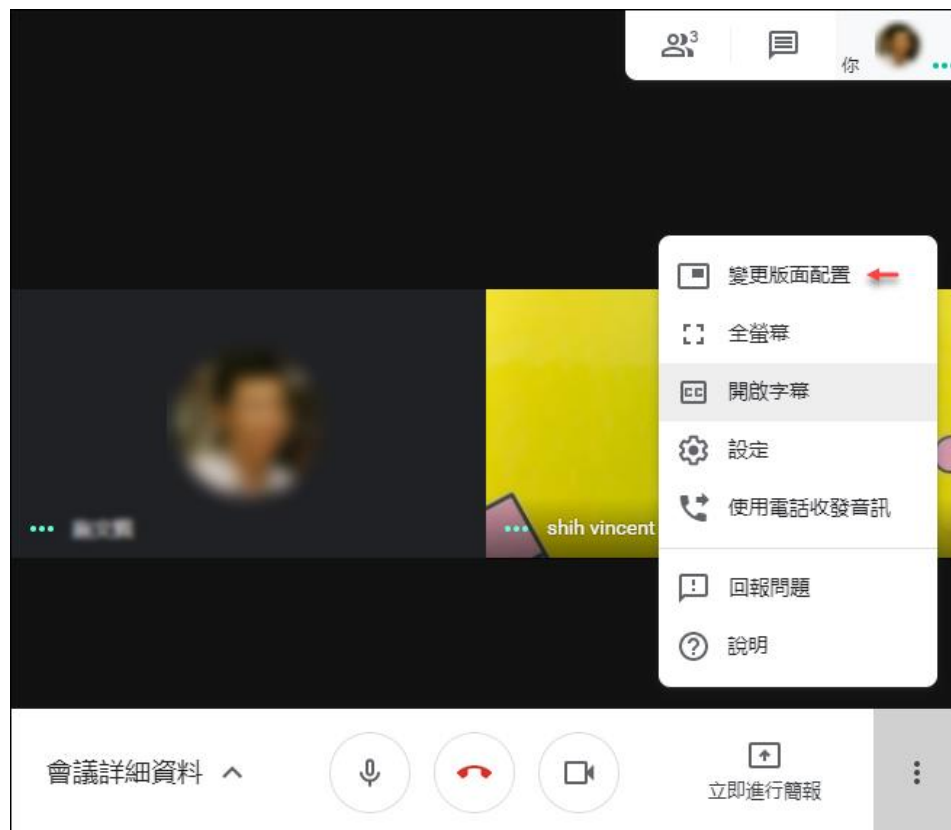 3
你
變更版面配置
全螢幕
CC
開啟字幕
設定
使用電話收發音訊
shih vincent
回報問題
說明
會議詳細資料
立即進行簡報